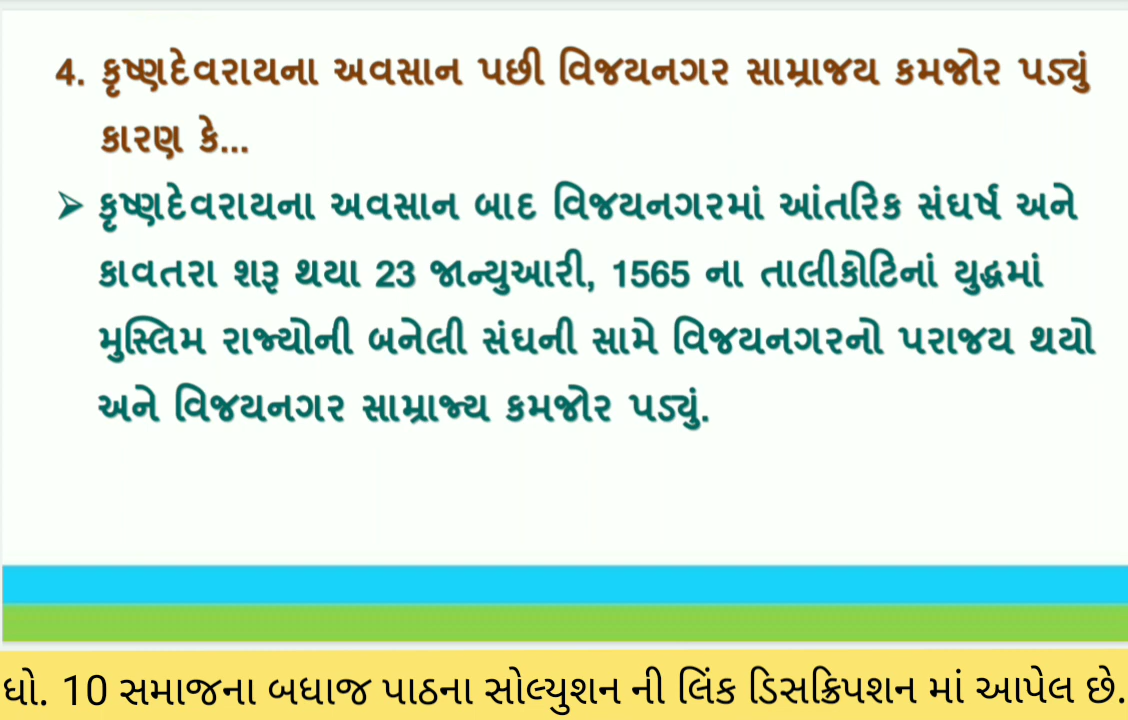 4. કૃષ્ણદેવરાયના અવસાન પછી વિજયનગર સામ્રાજ્ય કમજોર પડ્યું
કારણ કે...
➢ કૃષ્ણદેવરાયના અવસાન બાદ વિજયનગરમાં આંતરિક સંઘર્ષ અને
કાવતરા શરૂ થયા 23 જાન્યુઆરી, 1565 ના તાલીકોટિનાં યુદ્ધમાં
મુસ્લિમ રાજ્યોની બનેલી સંઘની સામે વિજયનગરનો પરાજય થયો
અને વિજયનગર સામ્રાજ્ય કમજોર પડ્યું.
ધો. 10 સમાજના બધાજ પાઠના સોલ્યુશન ની લિંક ડિસક્રિપશન માં આપેલ છે.